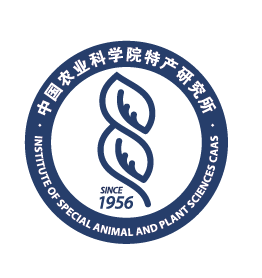 ·中国农业科学院特产研究所·
SINCE
1956
INSTITUTE OF SPECIAL ANIMAL AND PLANT SCIENCES CAAS